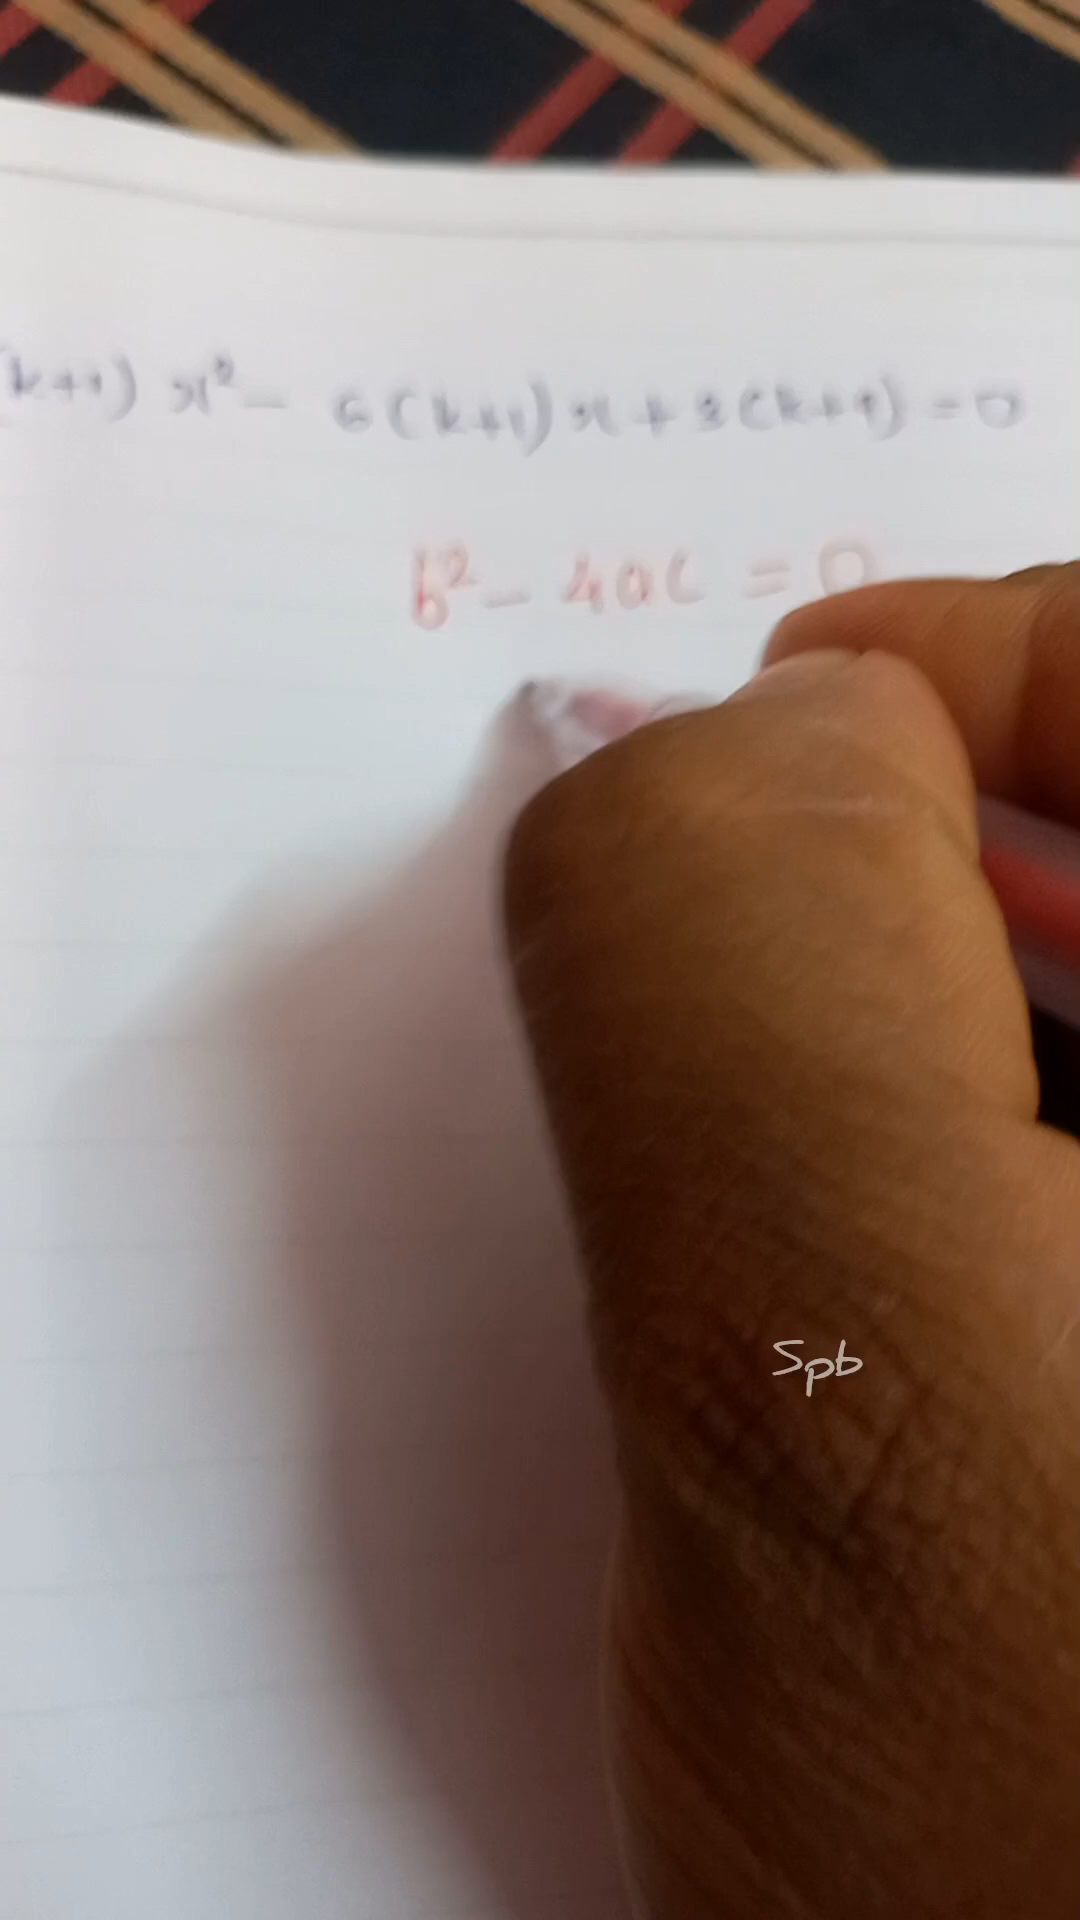 (k+1) x² - 6(k+1)x + 3(k+9) = 0
b² - 4ac = 0
Spb